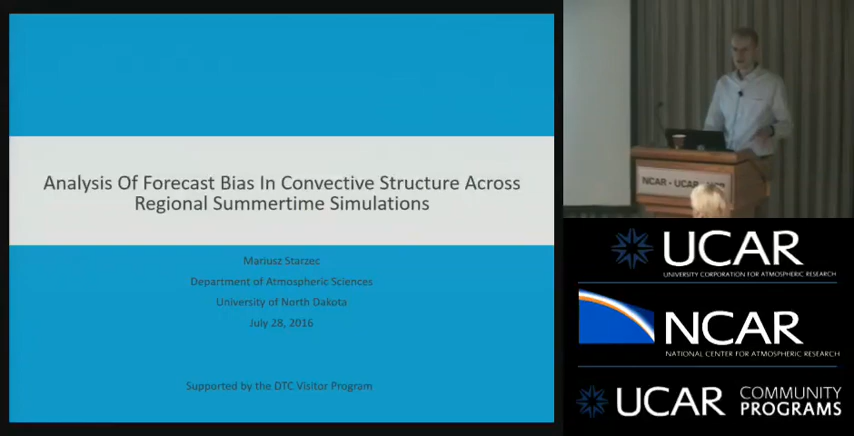 Analysis Of Forecast Bias In Convective Structure Across
Regional Summertime Simulations
Mariusz Starzec
Department of Atmospheric Sciences
University of North Dakota
July 28, 2016
Supported by the DTC Visitor Program
NCAR - UCAR - UCP
UCAR
UNIVERSITY CORPORATION FOR ATMOSPHERIC RESEARCH
NCAR
NATIONAL CENTER FOR ATMOSPHERIC RESEARCH
UCAR COMMUNITY
PROGRAMS